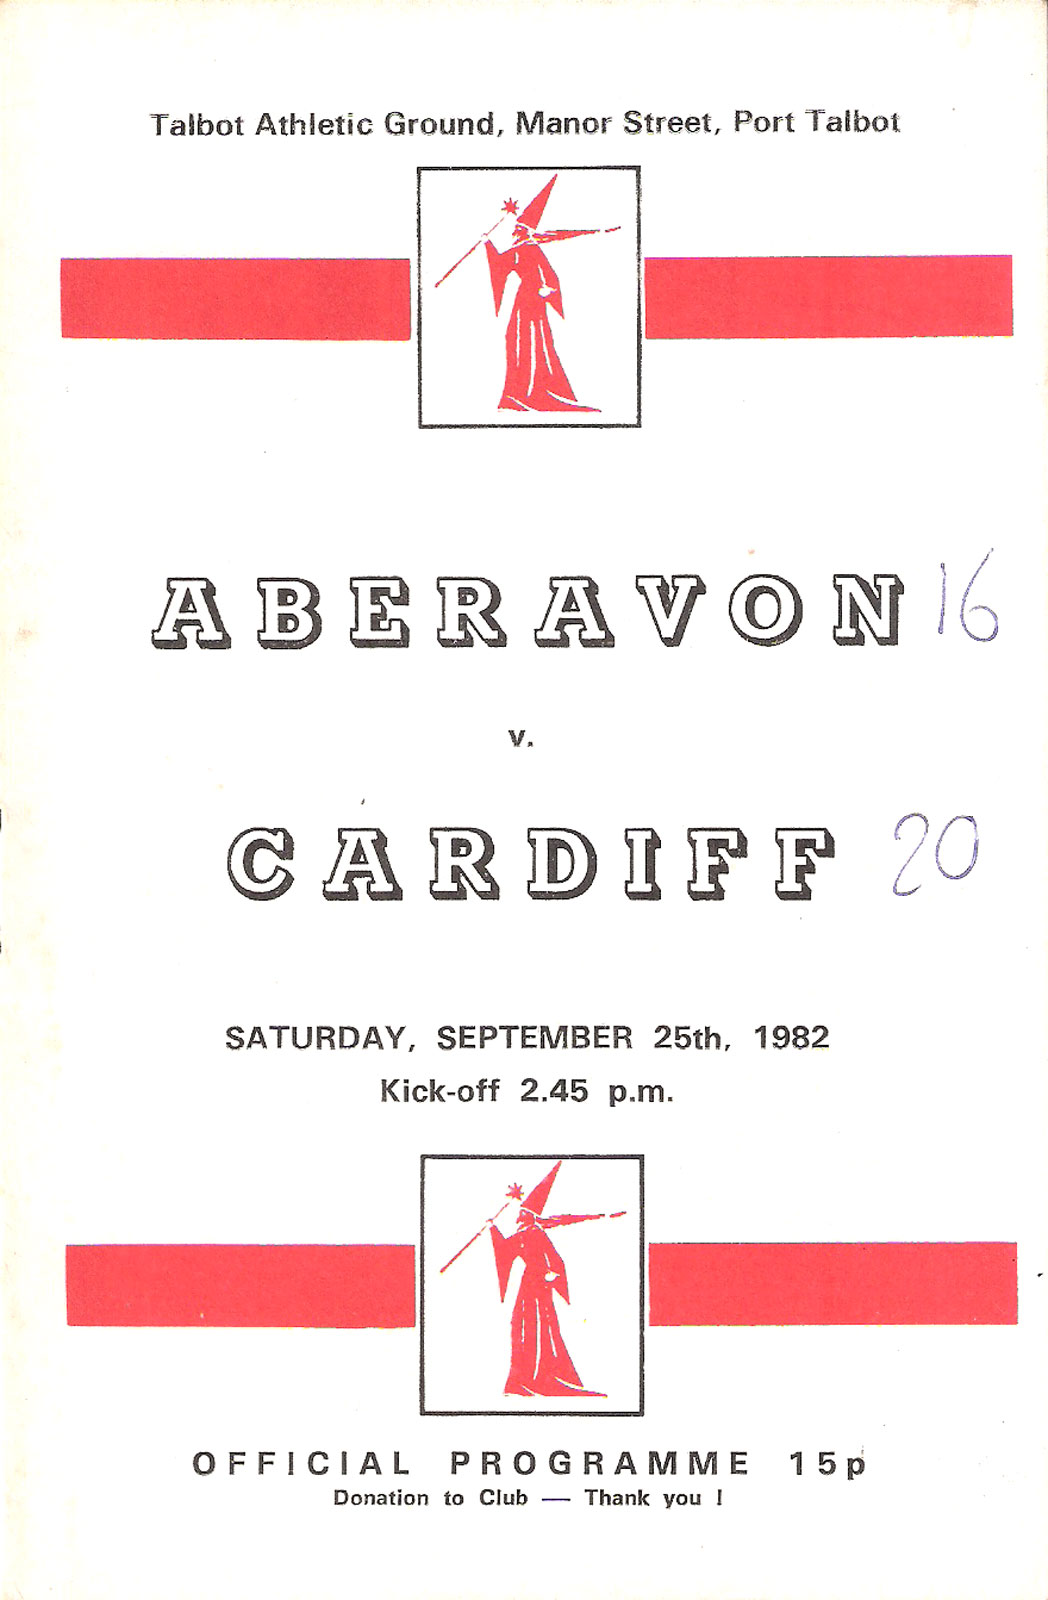 Talbot Athletic Ground, Manor Street, Port Talbot
ABERAVON 16
v.
CARDIFF 20
SATURDAY, SEPTEMBER 25th, 1982
Kick-off 2.45 p.m.
OFFICIAL PROGRAMME 15p
Donation to Club — Thank you !